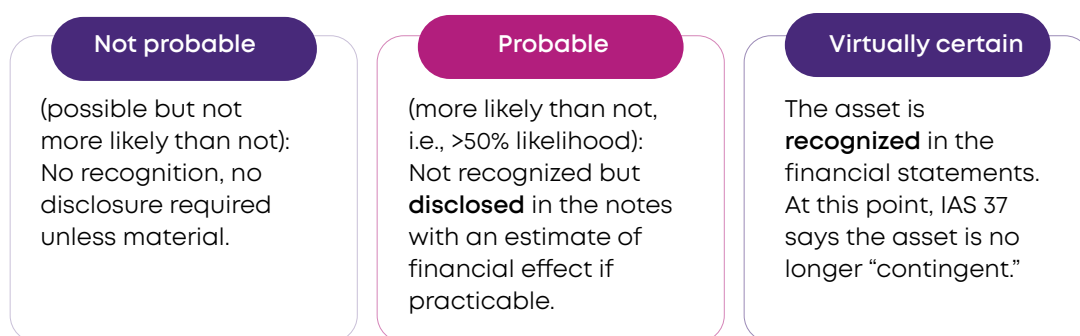 Not probable
(possible but not
more likely than not):
No recognition, no
disclosure required
unless material.
Probable
(more likely than not,
i.e., >50% likelihood):
Not recognized but
disclosed in the notes
with an estimate of
financial effect if
practicable.
Virtually certain
The asset is
recognized in the
financial statements.
At this point, IAS 37
says the asset is no
longer “contingent.”